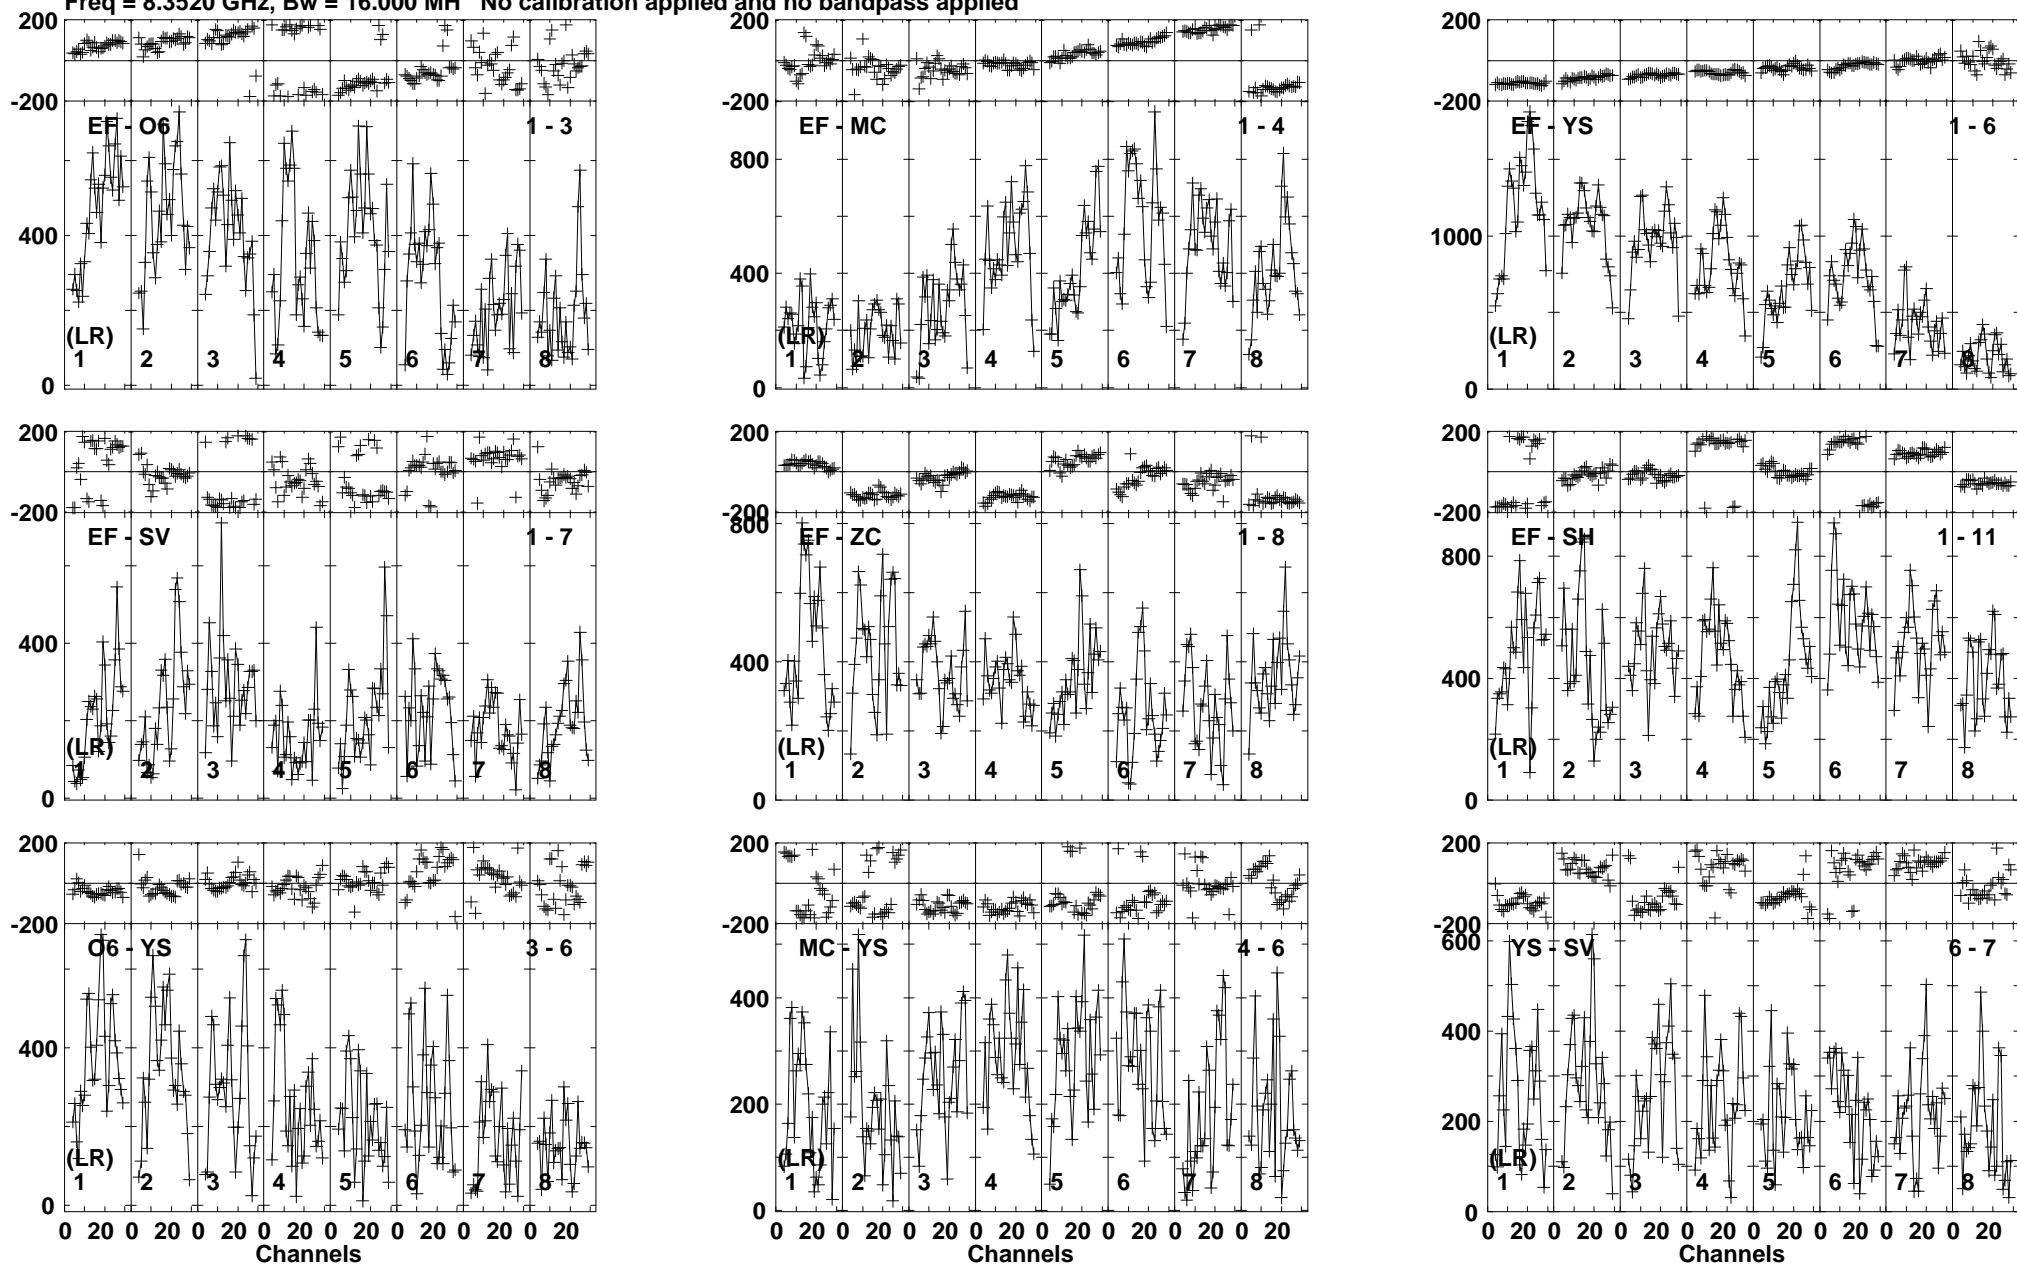 Freq = 8.3520 GHz, Bw = 16.000 MH No calibration applied and no bandpass applied
200 200 200
-200 -200 -200
EF - O6 1 - 3 EF - MC 1 - 4 EF - YS 1 - 6
800
400 400 1000
(LR) (LR) (LR)
1 2 3 4 5 6 7 8 1 2 3 4 5 6 7 8 1 2 3 4 5 6 7 8
0 0 0
200 200 200
-200 -200 -200
800
EF - SV 1 - 7 EF - ZC 1 - 8 EF - SH 1 - 11
800
400 400 400
(LR) (LR) (LR)
1 2 3 4 5 6 7 8 1 2 3 4 5 6 7 8 1 2 3 4 5 6 7 8
0 0 0
200 200 200
-200 -200 -200
600
O6 - YS 3 - 6 MC - YS 4 - 6 YS - SV 6 - 7
400 400 400
200 200
(LR) (LR) (LR)
1 2 3 4 5 6 7 8 1 2 3 4 5 6 7 8 1 2 3 4 5 6 7 8
0 0 0
0 20 0 20 0 20 0 20 0 20 0 20 0 20 0 20 0 20 0 20 0 20 0 20 0 20 0 20 0 20 0 20 0 20 0 20 0 20 0 20 0 20 0 20 0 20 0 20
Channels Channels Channels